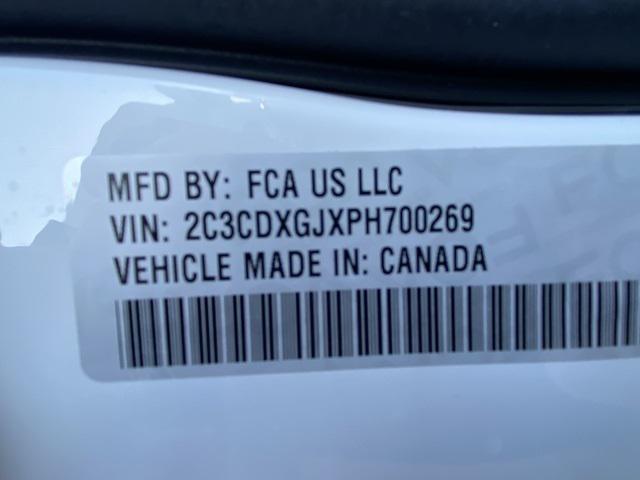 MFD BY: FCA US LLC
VIN: 2C3CDXGJXPH700269
VEHICLE MADE IN: CANADA